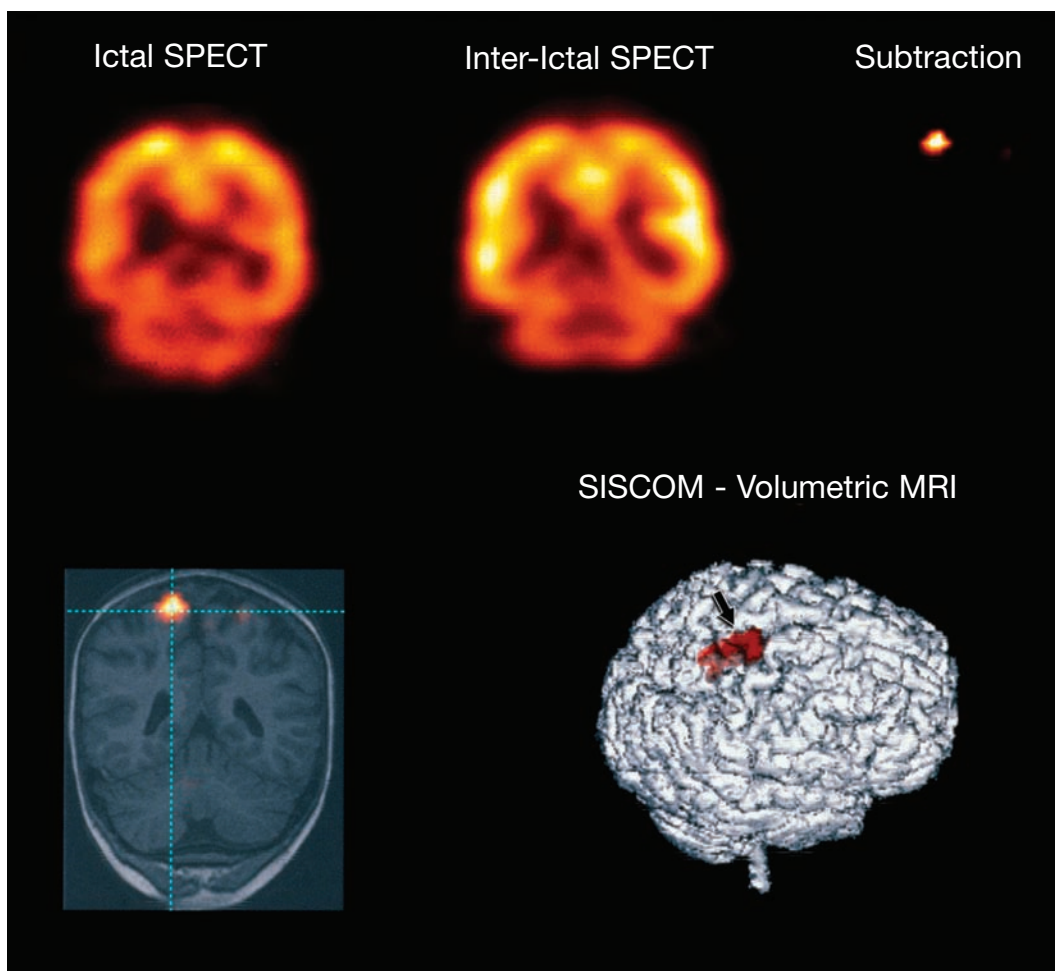 Ictal SPECT
Inter-Ictal SPECT
Subtraction
SISCOM - Volumetric MRI